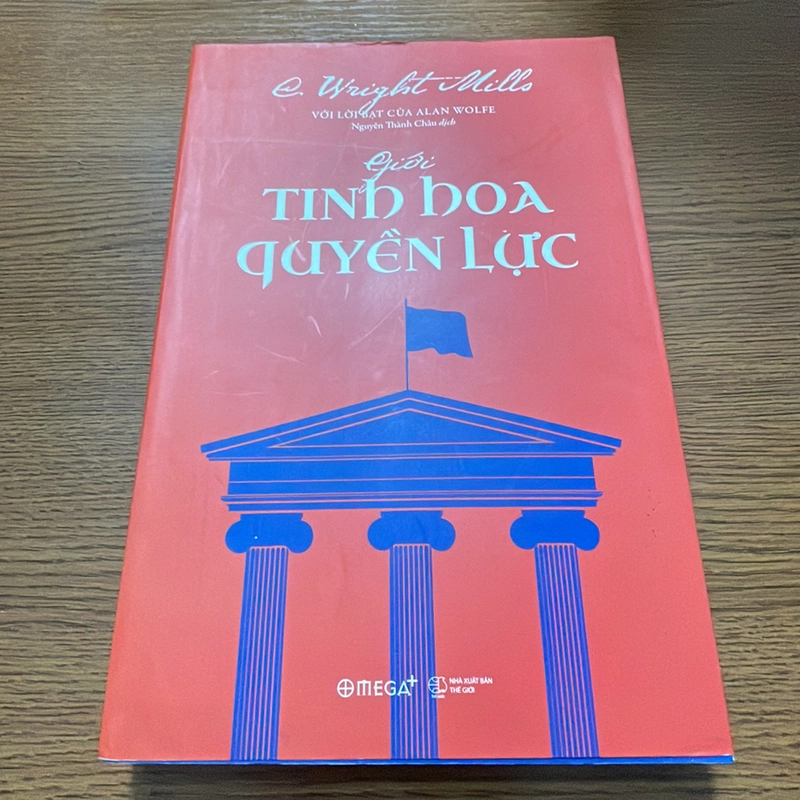 C. Wright Mills
VỚI LỜI BẠT CỦA ALAN WOLFE
Nguyễn Thành Châu dịch
Giới
TINH HOA
QUYỀN LỰC
OMEGA+
NHÀ XUẤT BẢN
THẾ GIỚI